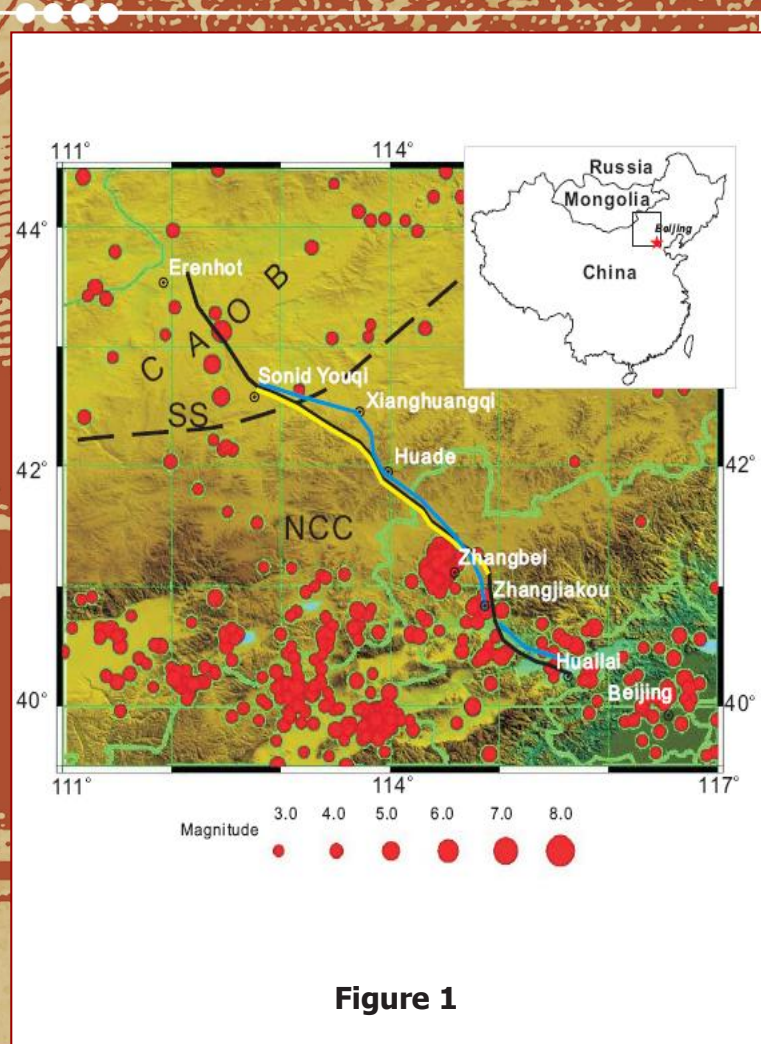 111° 114°
Russia
Mongolia
Beijing
China
44°
Erenhot
C A O B
Sonid Youqi
SS
Xianghuangqi
Huade
42° 42°
NCC
Zhangbei
Zhangjiakou
Huailai
Beijing
40° 40°
111° 114° 117°
3.0 4.0 5.0 6.0 7.0 8.0
Magnitude
Figure 1